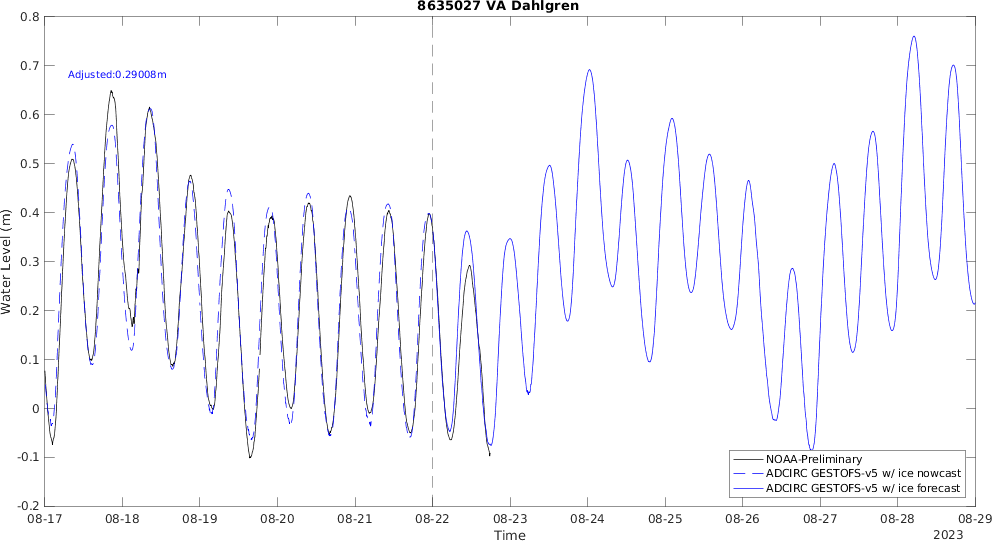 8635027 VA Dahlgren
Adjusted:0.29008m
Water Level (m)
0.8
0.7
0.6
0.5
0.4
0.3
0.2
0.1
0
-0.1
-0.2
08-17 08-18 08-19 08-20 08-21 08-22 08-23 08-24 08-25 08-26 08-27 08-28 08-29
Time
2023
NOAA-Preliminary
ADCIRC GESTOFS-v5 w/ ice nowcast
ADCIRC GESTOFS-v5 w/ ice forecast